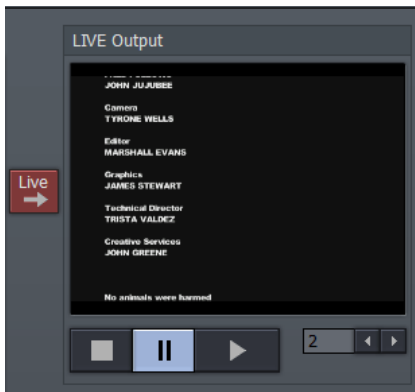 LIVE Output
JOHN JUJUBEE
Camera
TYRONE WELLS
Editor
MARSHALL EVANS
Graphics
JAMES STEWART
Technical Director
TRISTA VALDEZ
Creative Services
JOHN GREENE
No animals were harmed
Live
2